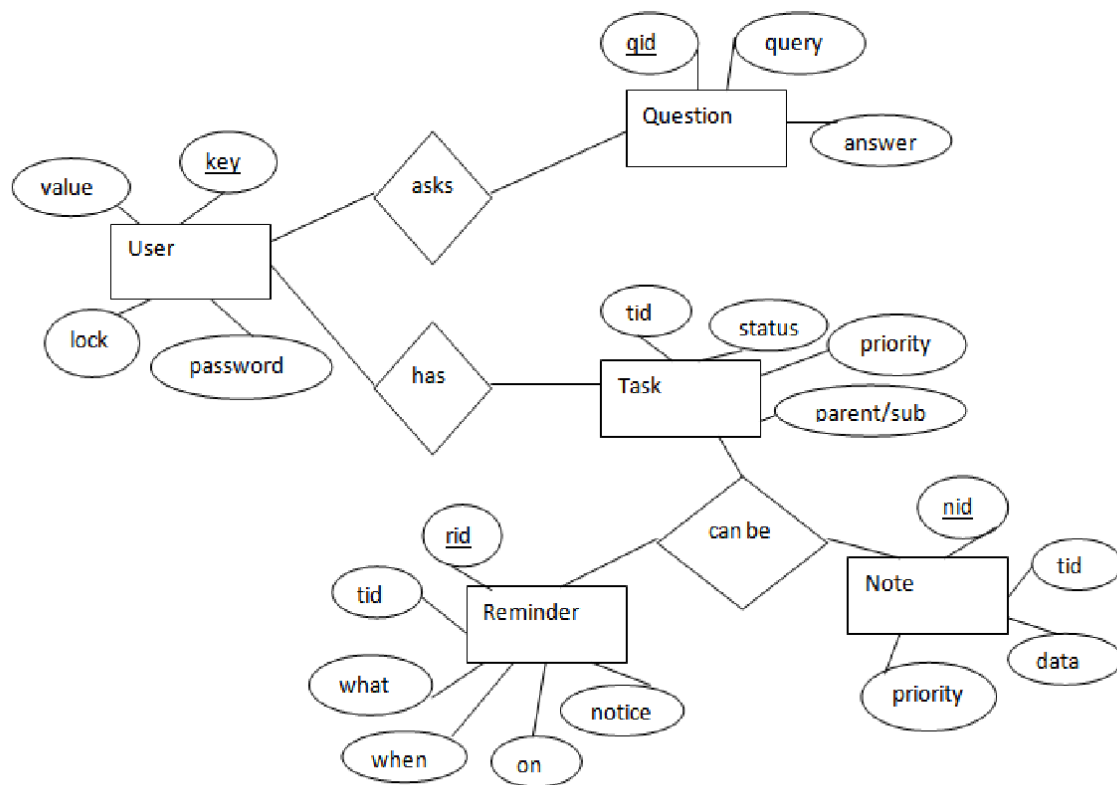 qid
query
Question
answer
key
value
asks
User
lock
password
tid
status
priority
has
Task
parent/sub
nid
rid
can be
tid
Note
tid
Reminder
what
data
priority
notice
when
on